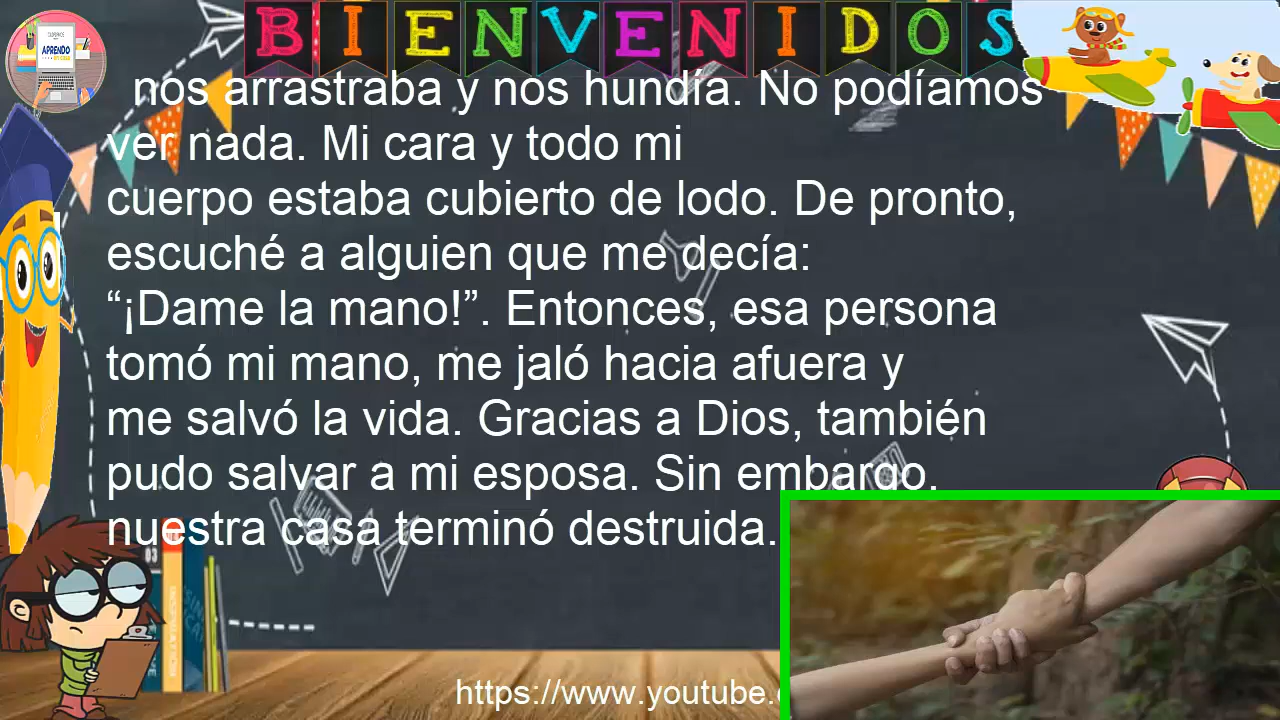 BIENVENIDOS
APRENDO
nos arrastraba y nos hundía. No podíamos
ver nada. Mi cara y todo mi
cuerpo estaba cubierto de lodo. De pronto,
escuché a alguien que me decía:
“¡Dame la mano!”. Entonces, esa persona
tomó mi mano, me jaló hacia afuera y
me salvó la vida. Gracias a Dios, también
pudo salvar a mi esposa. Sin embargo,
nuestra casa terminó destruida.
https://www.youtube.